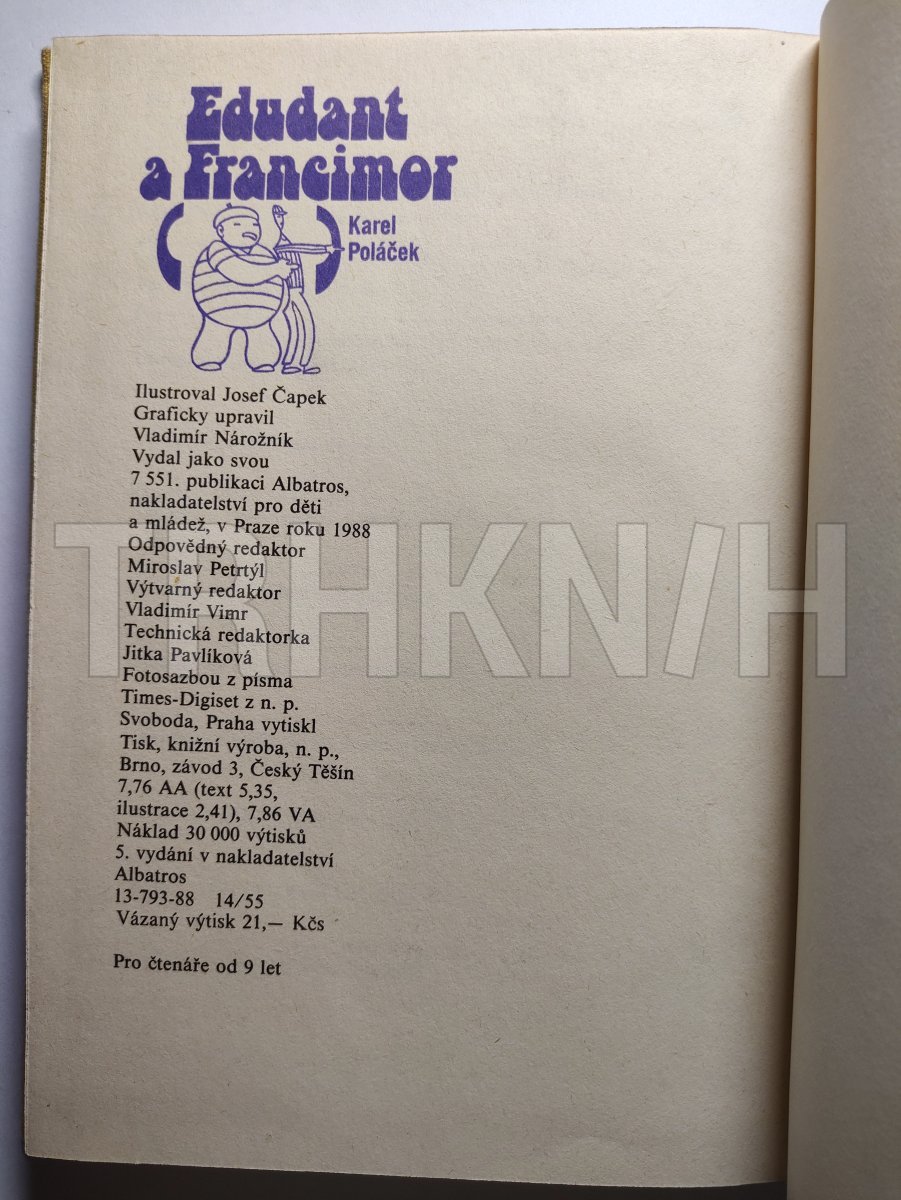 Edudant
a Francimor
Karel
Poláček
Ilustroval Josef Čapek
Graficky upravil
Vladimír Nárožník
Vydal jako svou
7 551. publikaci Albatros,
nakladatelství pro děti
a mládež, v Praze roku 1988
Odpovědný redaktor
Miroslav Petrtýl
Výtvarný redaktor
Vladimír Vimr
Technická redaktorka
Jitka Pavlíková
Fotosazbou z písma
Times-Digiset z n. p.
Svoboda, Praha vytiskl
Tisk, knižní výroba, n. p.,
Brno, závod 3, Český Těšín
7,76 AA (text 5,35,
ilustrace 2,41), 7,86 VA
Náklad 30 000 výtisků
5. vydání v nakladatelství
Albatros
13-793-88 14/55
Vázaný výtisk 21,— Kčs
Pro čtenáře od 9 let
TRHKN/H